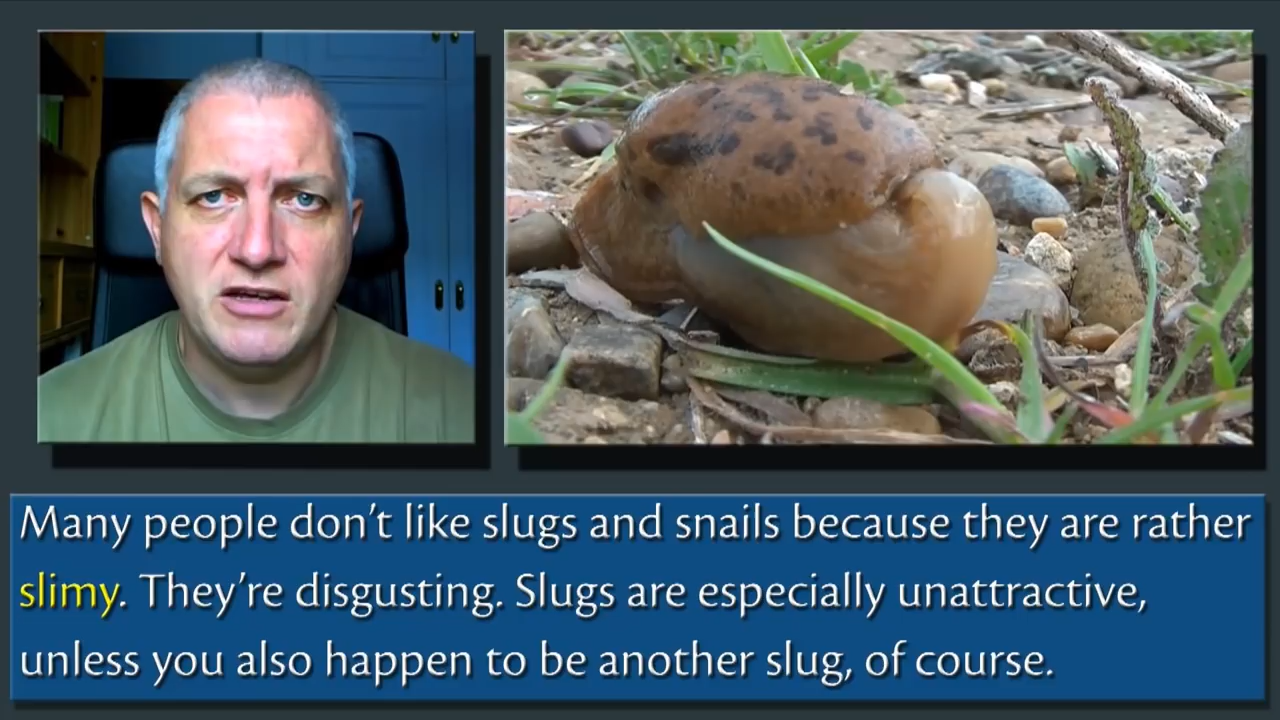 Many people don't like slugs and snails because they are rather
slimy. They're disgusting. Slugs are especially unattractive,
unless you also happen to be another slug, of course.